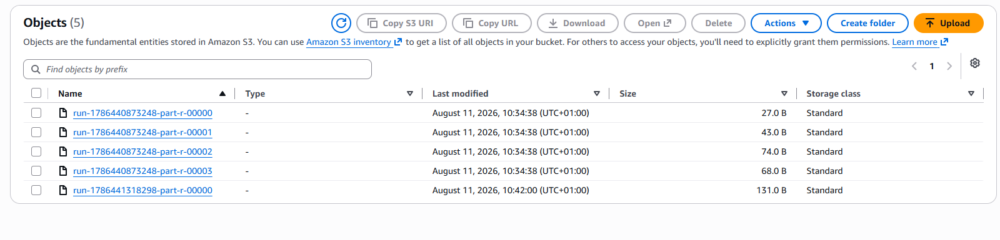 Objects (5)
Copy S3 URI
Copy URL
Download
Open
Delete
Actions
Create folder
Upload
Objects are the fundamental entities stored in Amazon S3. You can use Amazon S3 inventory to get a list of all objects in your bucket. For others to access your objects, you'll need to explicitly grant them permissions. Learn more
Find objects by prefix
1
Name Type Last modified Size Storage class
run-1786440873248-part-r-00000 - August 11, 2026, 10:34:38 (UTC+01:00) 27.0 B Standard
run-1786440873248-part-r-00001 - August 11, 2026, 10:34:38 (UTC+01:00) 43.0 B Standard
run-1786440873248-part-r-00002 - August 11, 2026, 10:34:38 (UTC+01:00) 74.0 B Standard
run-1786440873248-part-r-00003 - August 11, 2026, 10:34:38 (UTC+01:00) 68.0 B Standard
run-1786441318298-part-r-00000 - August 11, 2026, 10:42:00 (UTC+01:00) 131.0 B Standard